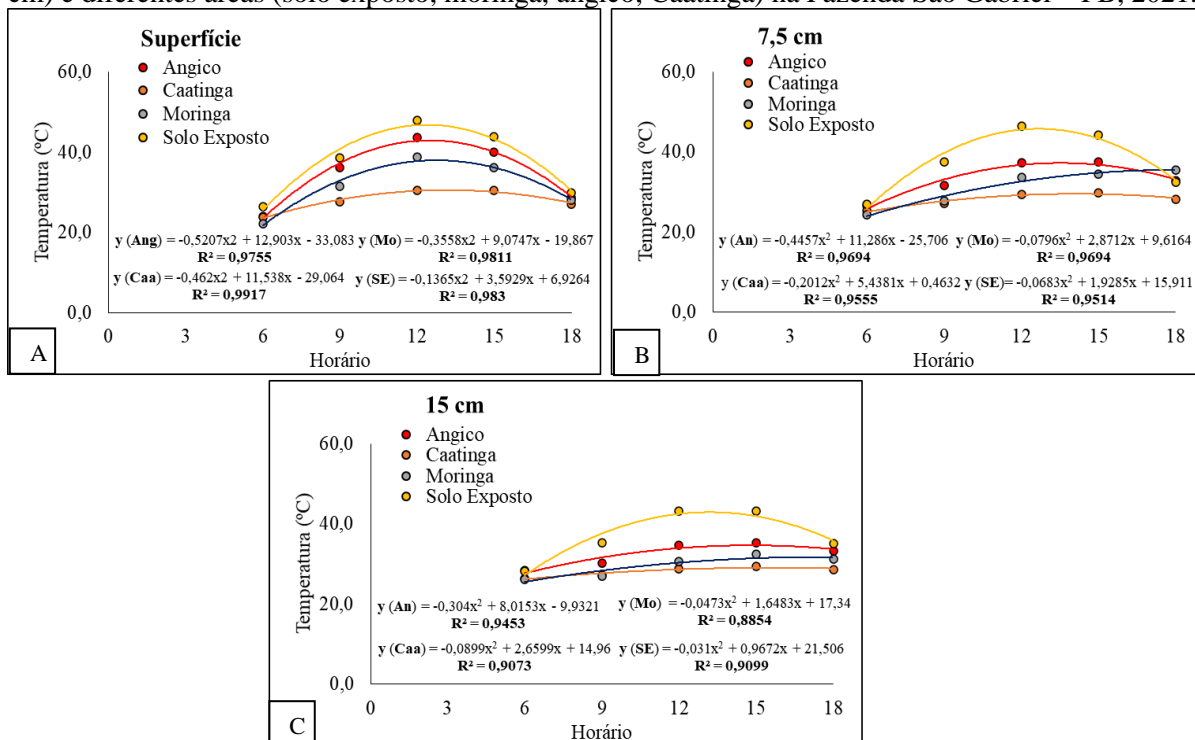 cm) e diferentes áreas (solo exposto, moringa, angico, Caatinga) na Fazenda São Gabriel – PB, 2021.
Superfície
Angico
Caatinga
Moringa
Solo Exposto
60,0
40,0
20,0
0,0
Temperatura (ºC)
y (Ang) = -0,5207x2 + 12,903x - 33,083 y (Mo) = -0,3558x2 + 9,0747x - 19,867
R² = 0,9755 R² = 0,9811
y (Caa) = -0,462x2 + 11,538x - 29,064 y (SE) = -0,1365x2 + 3,5929x + 6,9264
R² = 0,9917 R² = 0,983
0 3 6 9 12 15 18
Horário
A
7,5 cm
Angico
Caatinga
Moringa
Solo Exposto
60,0
40,0
20,0
0,0
Temperatura (ºC)
y (An) = -0,4457x² + 11,286x - 25,706 y (Mo) = -0,0796x² + 2,8712x + 9,6164
R² = 0,9694 R² = 0,9694
y (Caa) = -0,2012x² + 5,4381x + 0,4632 y (SE)= -0,0683x² + 1,9285x + 15,911
R² = 0,9555 R² = 0,9514
0 3 6 9 12 15 18
Horário
B
15 cm
Angico
Caatinga
Moringa
Solo Exposto
60,0
40,0
20,0
0,0
Temperatura (ºC)
y (An) = -0,304x² + 8,0153x - 9,9321 y (Mo) = -0,0473x² + 1,6483x + 17,34
R² = 0,9453 R² = 0,8854
y (Caa) = -0,0899x² + 2,6599x + 14,96 y (SE) = -0,031x² + 0,9672x + 21,506
R² = 0,9073 R² = 0,9099
0 3 6 9 12 15 18
Horário
C